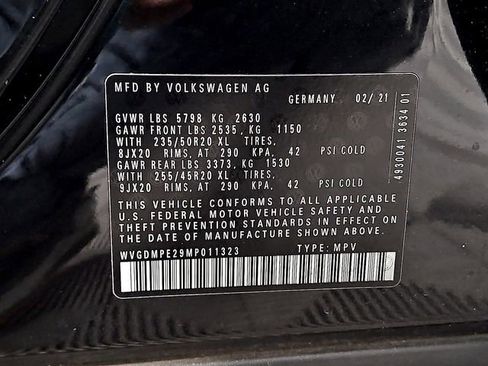 MFD BY VOLKSWAGEN AG
GERMANY 02/21
GVWR LBS 5798 KG 2630
GAWR FRONT LBS 2535, KG 1150
WITH 235/50R20 XL TIRES,
8JX20 RIMS, AT 290 KPA, 42 PSI COLD
GAWR REAR LBS 3373, KG 1530
WITH 255/45R20 XL TIRES,
9JX20 RIMS, AT 290 KPA, 42 PSI COLD
THIS VEHICLE CONFORMS TO ALL APPLICABLE
U.S. FEDERAL MOTOR VEHICLE SAFETY AND
THEFT PREVENTION STANDARDS IN EFFECT ON
THE DATE OF MANUFACTURE SHOWN ABOVE.
WVGDMPE29MP011323 TYPE: MPV
4930041 3634 01